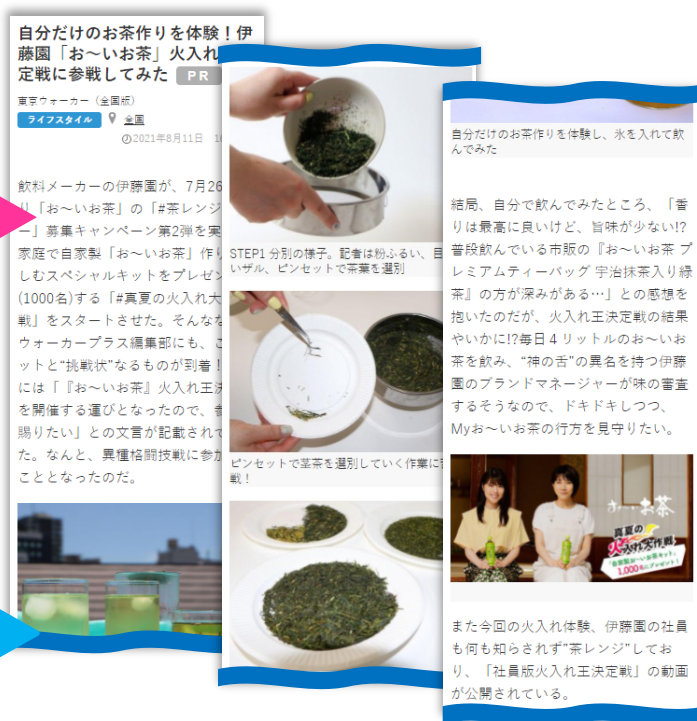 自分だけのお茶作りを体験！伊
藤園「お～いお茶」火入れ
定戦に参戦してみた PR
東京ウォーカー（全国版）
ライフスタイル 全国
2021年8月11日
飲料メーカーの伊藤園が、7月26
り「お～いお茶」の「#茶レンジ
ー」募集キャンペーン第2弾を実
家庭で自家製「お～いお茶」作り
しむスペシャルキットをプレゼン
(1000名)する「#真夏の火入れ大
戦」をスタートさせた。そんなな
ウォーカープラス編集部にも、こ
ットと“挑戦状”なるものが到着！
には「『お～いお茶』火入れ王決
を開催する運びとなったので、参
賜りたい」との文言が記載されて
た。なんと、異種格闘技戦に参加
こととなったのだ。
STEP1 分別の様子。記者は粉ふるい、目
いザル、ピンセットで茶葉を選別
ピンセットで茎茶を選別していく作業に
戦！
自分だけのお茶作りを体験し、氷を入れて飲
んでみた
結局、自分で飲んでみたところ、「香
りは最高に良いけど、旨味が少ない!?
普段飲んでいる市販の『お～いお茶 プ
レミアムティーバッグ 宇治抹茶入り緑
茶』の方が深みがある…」との感想を
抱いたのだが、火入れ王決定戦の結果
やいかに!?毎日４リットルのお～いお
茶を飲み、“神の舌”の異名を持つ伊藤
園のブランドマネージャーが味の審査
するそうなので、ドキドキしつつ、
Myお～いお茶の行方を見守りたい。
お～いお茶
真夏の
火入れ大作戦
「自家製お～いお茶キット」
1,000名にプレゼント！
また今回の火入れ体験、伊藤園の社員
も何も知らされず”茶レンジ”してお
り、「社員版火入れ王決定戦」の動画
が公開されている。